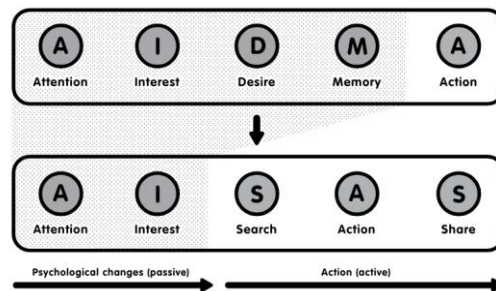 A I D M A
Attention Interest Desire Memory Action
A I S A S
Attention Interest Search Action Share
Psychological changes (passive) Action (active)